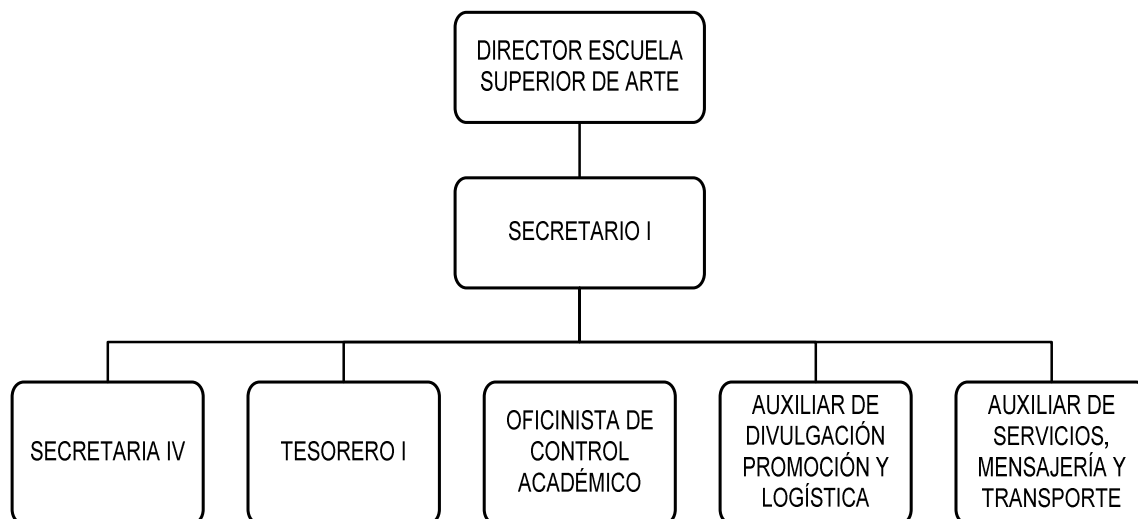 DIRECTOR ESCUELA
SUPERIOR DE ARTE
SECRETARIO I
SECRETARIA IV
TESORERO I
OFICINISTA DE
CONTROL
ACADÉMICO
AUXILIAR DE
DIVULGACIÓN
PROMOCIÓN Y
LOGÍSTICA
AUXILIAR DE
SERVICIOS,
MENSAJERÍA Y
TRANSPORTE